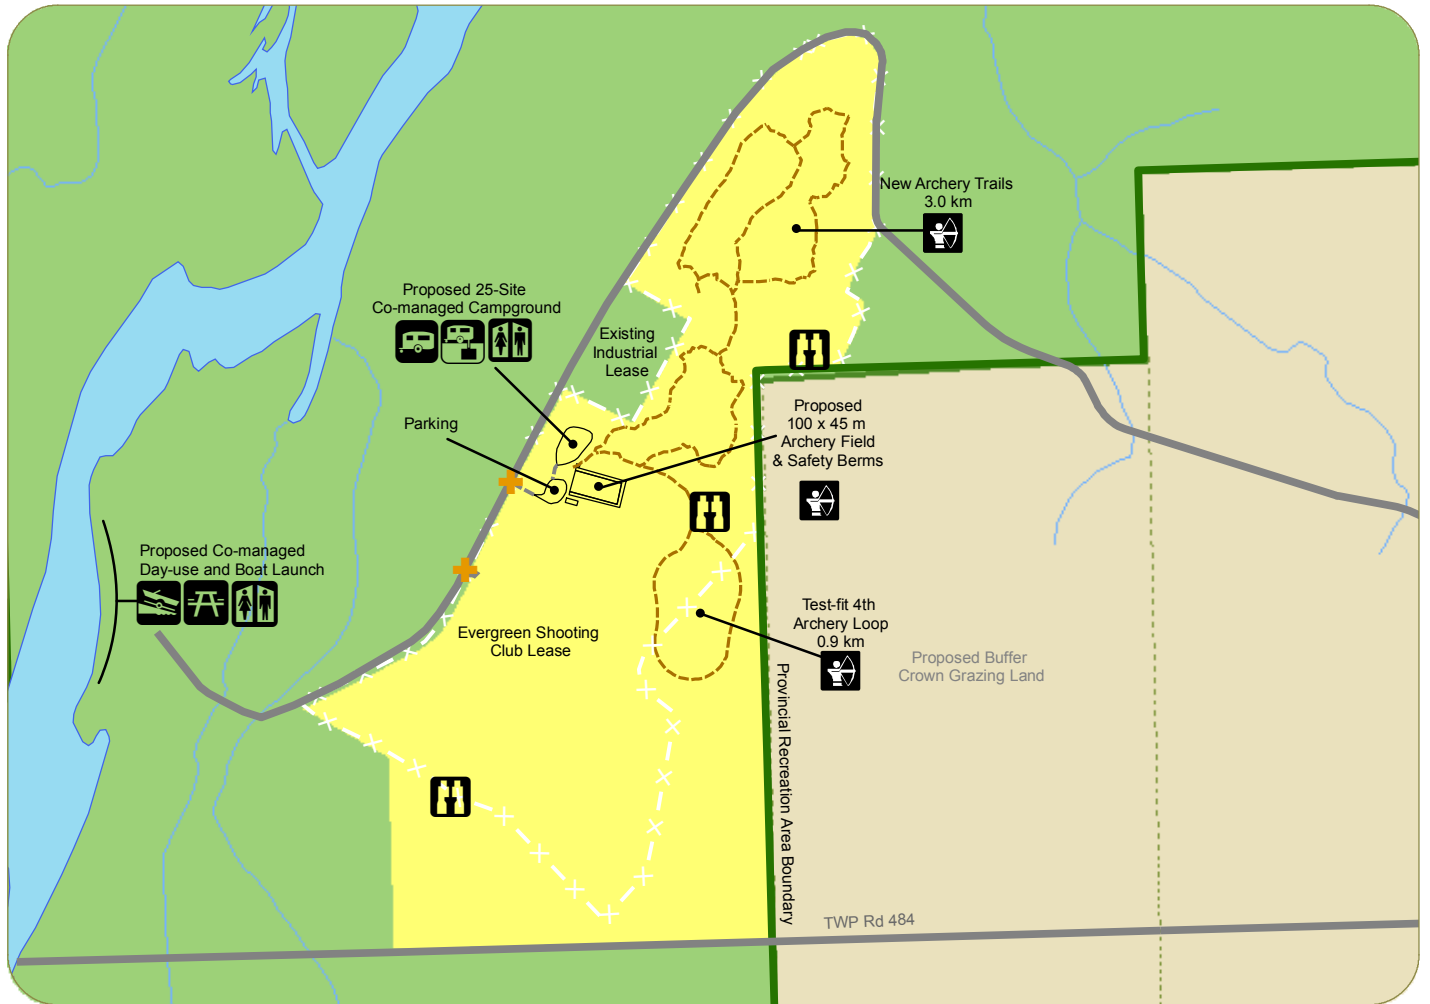 New Archery Trails
3.0 km
Proposed 25-Site
Co-managed Campground
Existing
Industrial
Lease
Parking
Proposed
100 x 45 m
Archery Field
& Safety Berms
Proposed Co-managed
Day-use and Boat Launch
Evergreen Shooting
Club Lease
Test-fit 4th
Archery Loop
0.9 km
Proposed Buffer
Crown Grazing Land
Provincial Recreation Area Boundary
TWP Rd 484